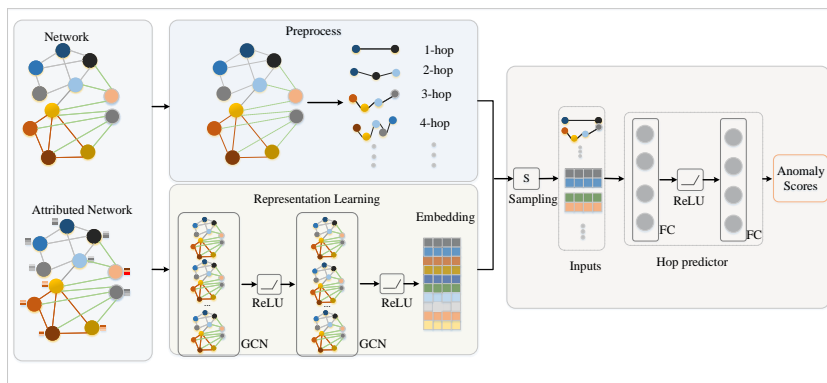 Network
Preprocess
1-hop
2-hop
3-hop
4-hop
Attributed Network
Representation Learning
Embedding
...
...
ReLU
ReLU
GCN
GCN
S
Sampling
Inputs
ReLU
FC
FC
Hop predictor
Anomaly
Scores